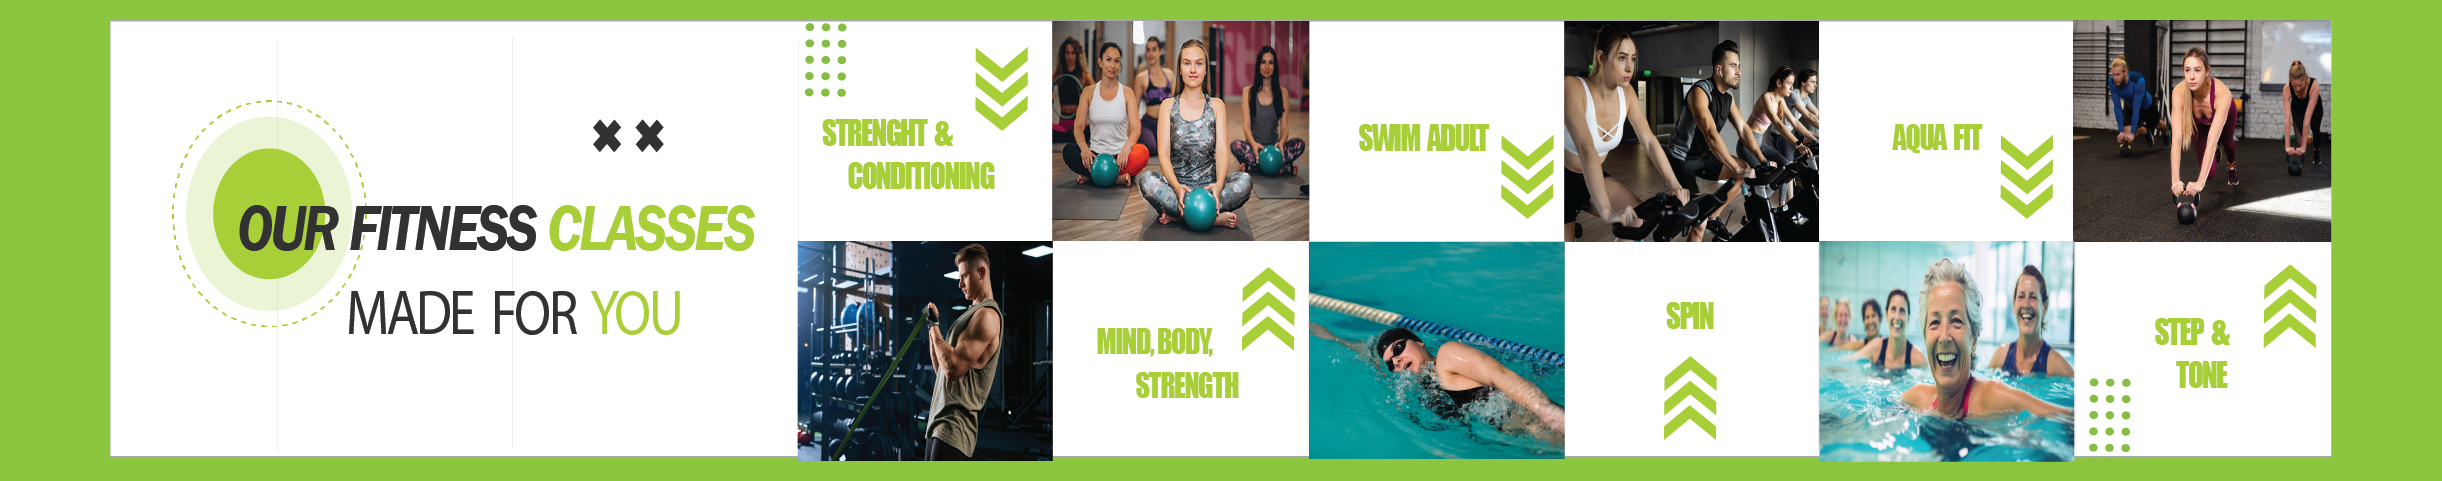 OUR FITNESS CLASSES
MADE FOR YOU
STRENGHT &
CONDITIONING
MIND, BODY,
STRENGTH
SWIM ADULT
SPIN
AQUA FIT
STEP &
TONE